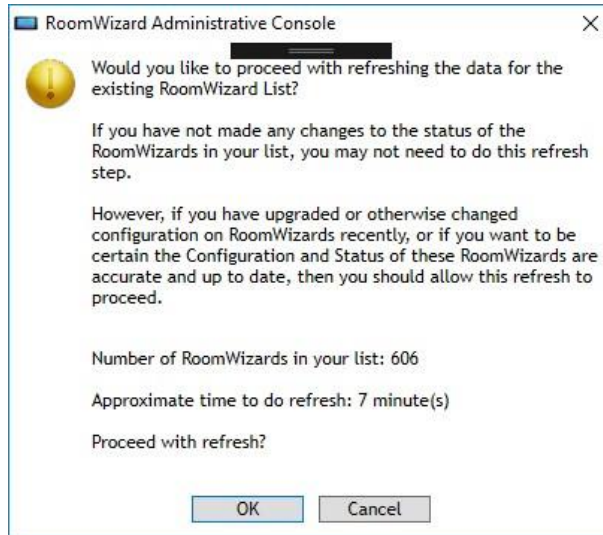 RoomWizard Administrative Console
Would you like to proceed with refreshing the data for the
existing RoomWizard List?
If you have not made any changes to the status of the
RoomWizards in your list, you may not need to do this refresh
step.
However, if you have upgraded or otherwise changed
configuration on RoomWizards recently, or if you want to be
certain the Configuration and Status of these RoomWizards are
accurate and up to date, then you should allow this refresh to
proceed.
Number of RoomWizards in your list: 606
Approximate time to do refresh: 7 minute(s)
Proceed with refresh?
OK Cancel